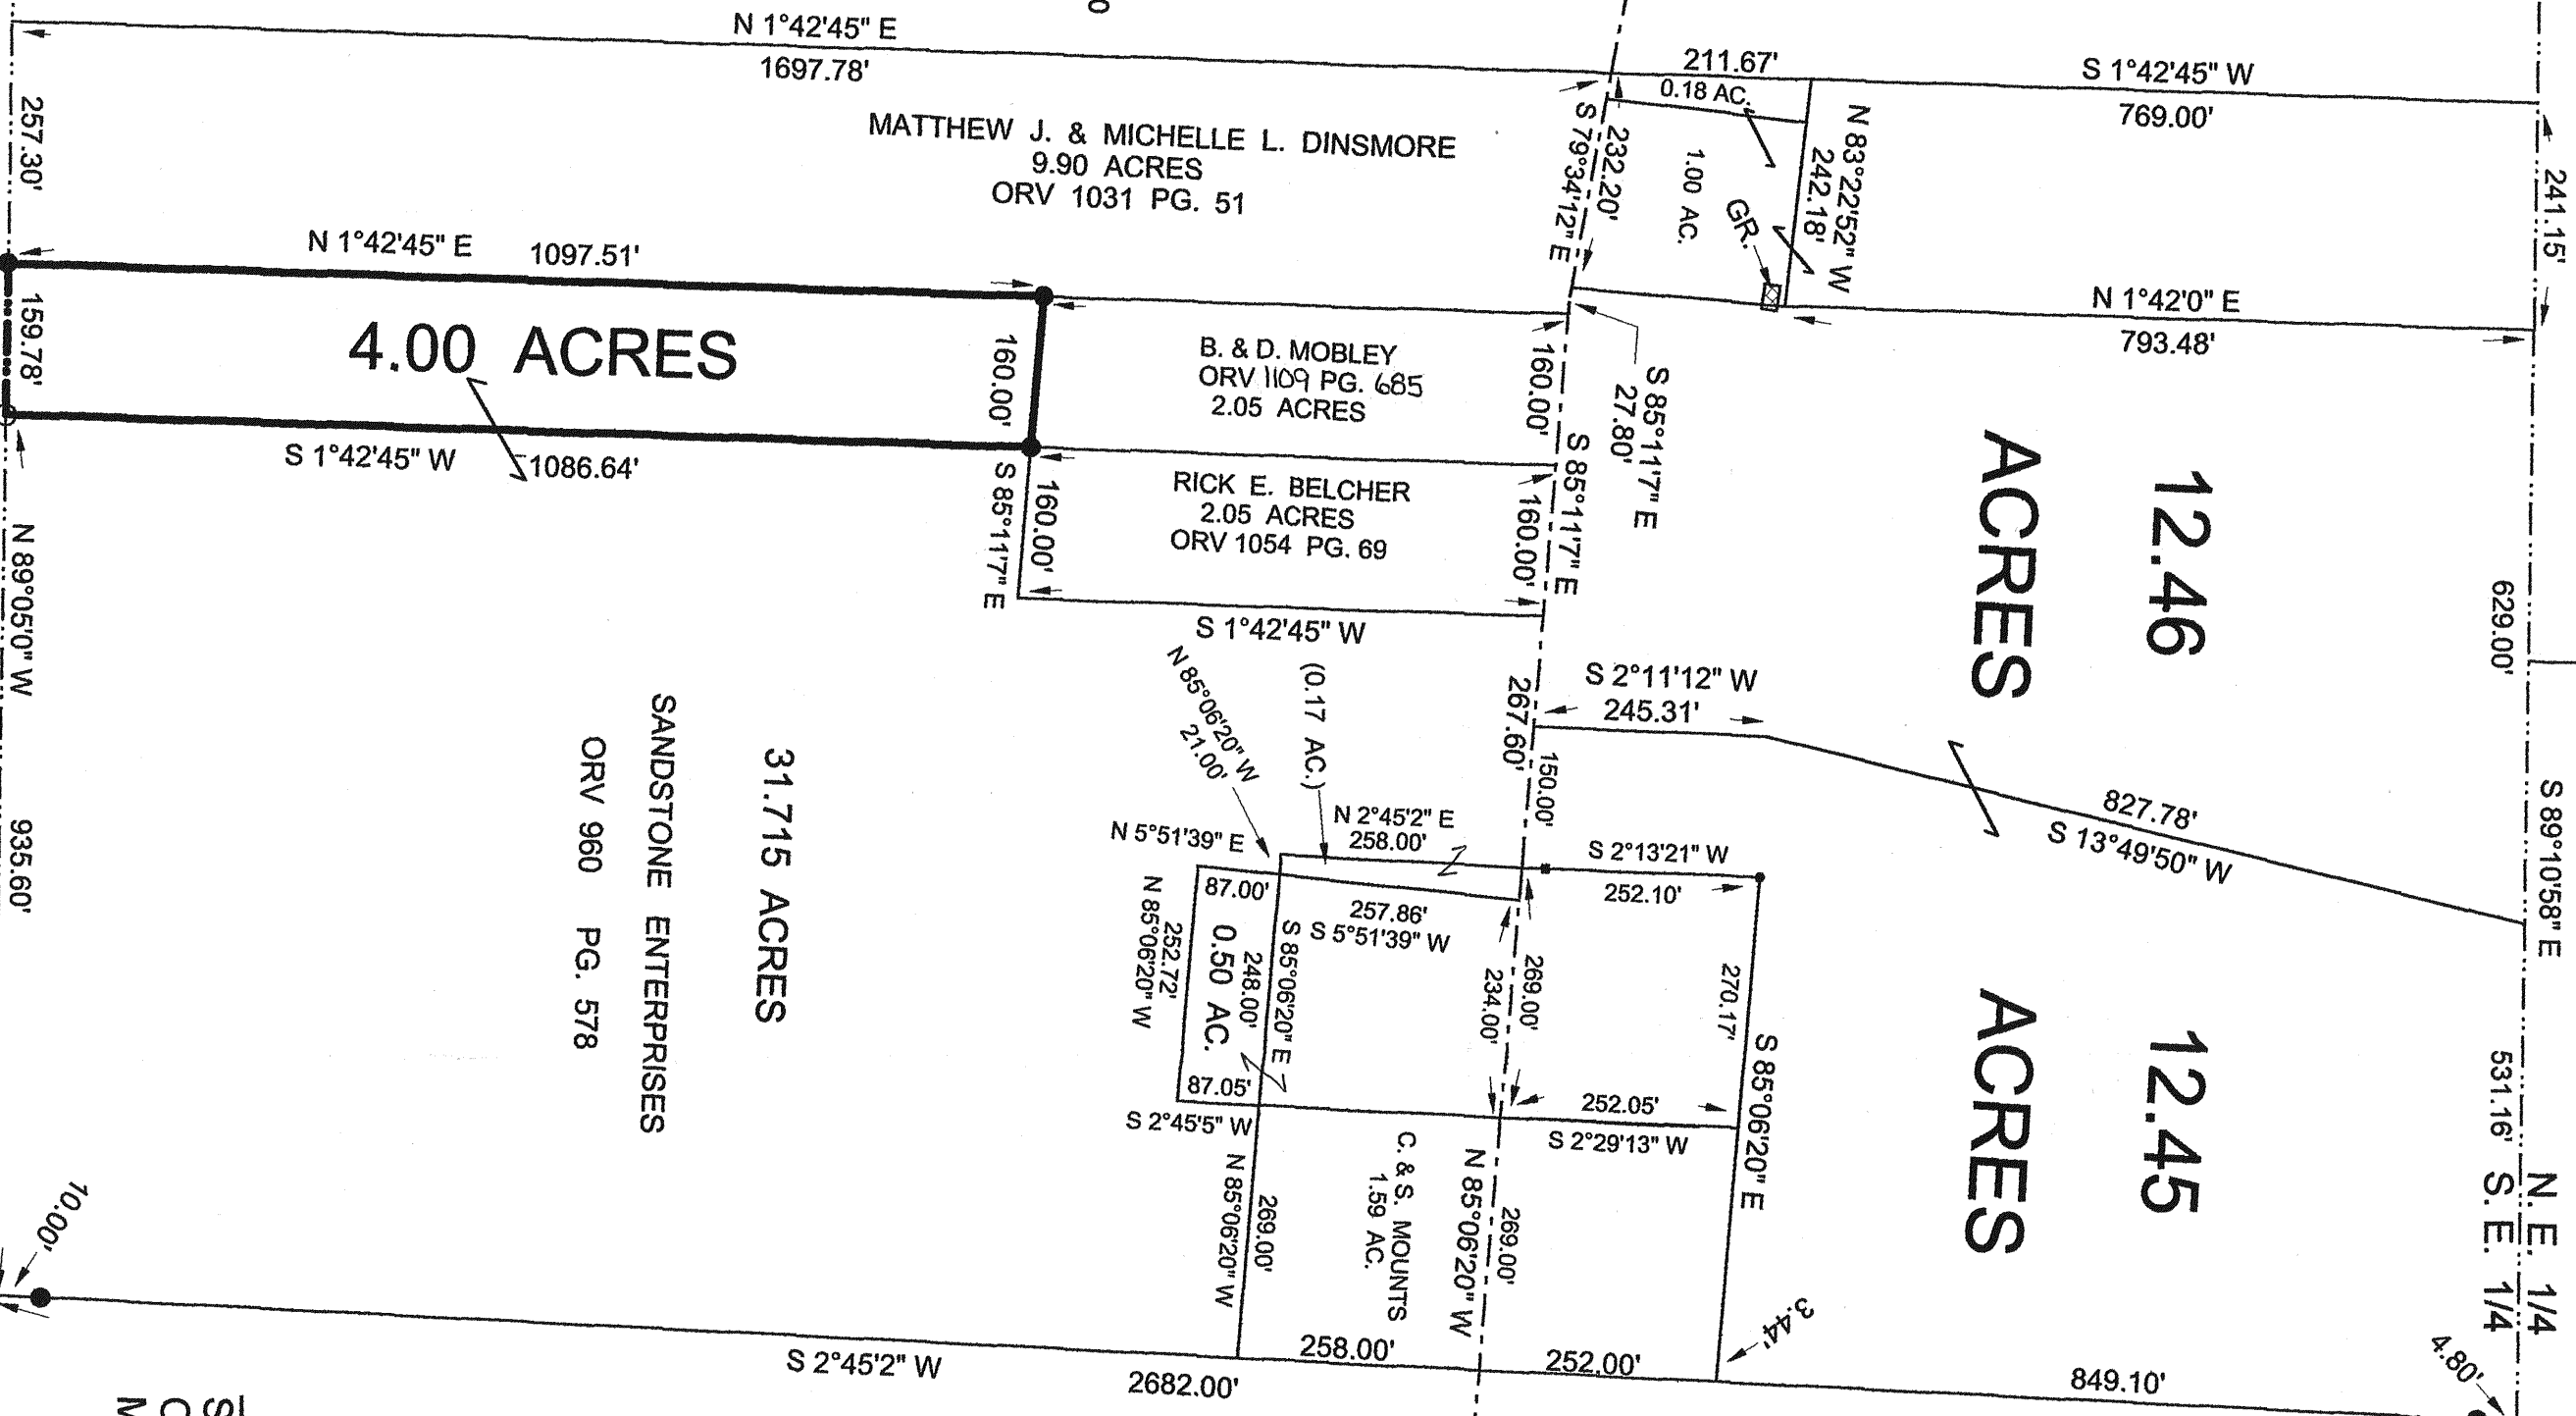 N 1°42'45" E
1697.78'
211.67'
S 1°42'45" W
769.00'
0.18 AC.
257.30'
MATTHEW J. & MICHELLE L. DINSMORE
9.90 ACRES
ORV 1031 PG. 51
S 79°34'12" E
232.20'
1.00 AC.
GR.
N 83°22'52" W
242.18'
241.15'
N 1°42'45" E 1097.51'
N 1°42'0" E
793.48'
159.78'
4.00 ACRES
160.00'
B. & D. MOBLEY
ORV 1109 PG. 685
2.05 ACRES
160.00'
S 85°11'7" E
27.80'
S 1°42'45" W 1086.64'
S 85°11'7" E
160.00'
RICK E. BELCHER
2.05 ACRES
ORV 1054 PG. 69
160.00'
S 85°11'7" E
S 1°42'45" W
12.46
ACRES
629.00'
N 89°05'0" W 935.60'
31.715 ACRES
SANDSTONE ENTERPRISES
ORV 960 PG. 578
N 85°06'20" W
21.00'
(0.17 AC.)
267.60'
150.00'
S 2°11'12" W
245.31'
827.78'
S 13°49'50" W
S 89°10'58" E
N 2°45'2" E
258.00'
N 5°51'39" E
87.00'
257.86'
S 5°51'39" W
S 2°13'21" W
252.10'
N 85°06'20" W
252.72'
0.50 AC.
248.00'
S 85°06'20" E
269.00'
234.00'
270.17'
S 85°06'20" E
12.45
ACRES
531.16'
87.05'
S 2°45'5" W
252.05'
S 2°29'13" W
N 85°06'20" W
269.00'
C. & S. MOUNTS
1.59 AC.
N 85°06'20" W
269.00'
N. E. 1/4
S. E. 1/4
10.00'
3.44'
4.80'
S 2°45'2" W
2682.00'
258.00'
252.00'
849.10'